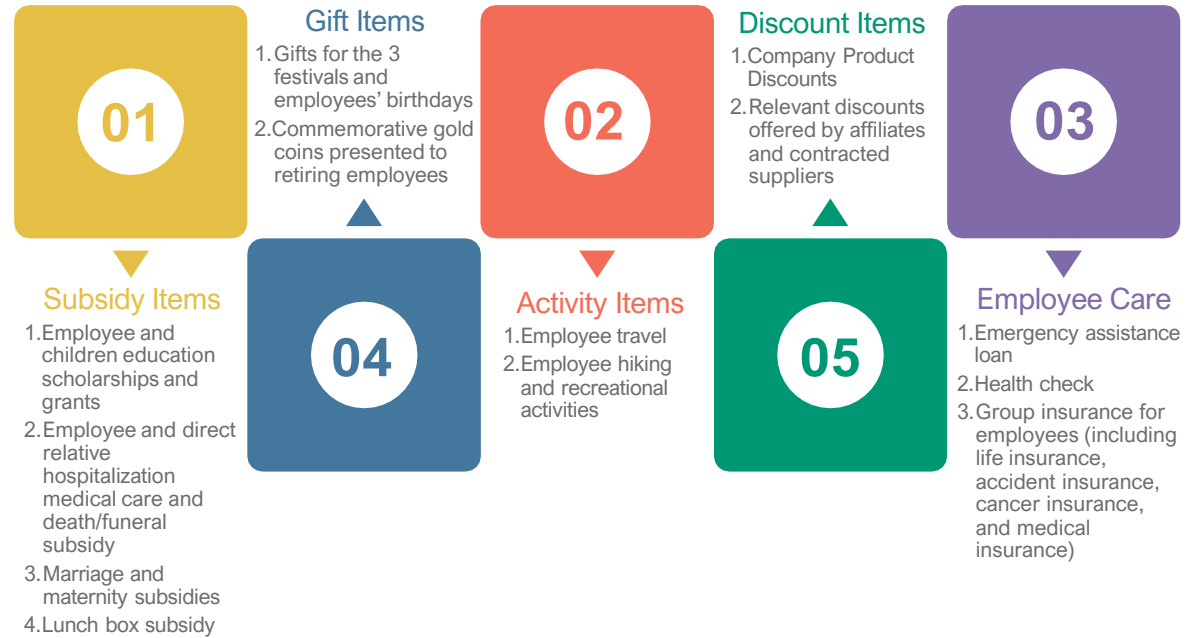 01
Subsidy Items
1.Employee and
children education
scholarships and
grants
2.Employee and direct
relative
hospitalization
medical care and
death/funeral
subsidy
3.Marriage and
maternity subsidies
4.Lunch box subsidy
Gift Items
1.Gifts for the 3
festivals and
employees’ birthdays
2.Commemorative gold
coins presented to
retiring employees
04
02
Activity Items
1.Employee travel
2.Employee hiking
and recreational
activities
Discount Items
1.Company Product
Discounts
2.Relevant discounts
offered by affiliates
and contracted
suppliers
05
03
Employee Care
1.Emergency assistance
loan
2.Health check
3.Group insurance for
employees (including
life insurance,
accident insurance,
cancer insurance,
and medical
insurance)